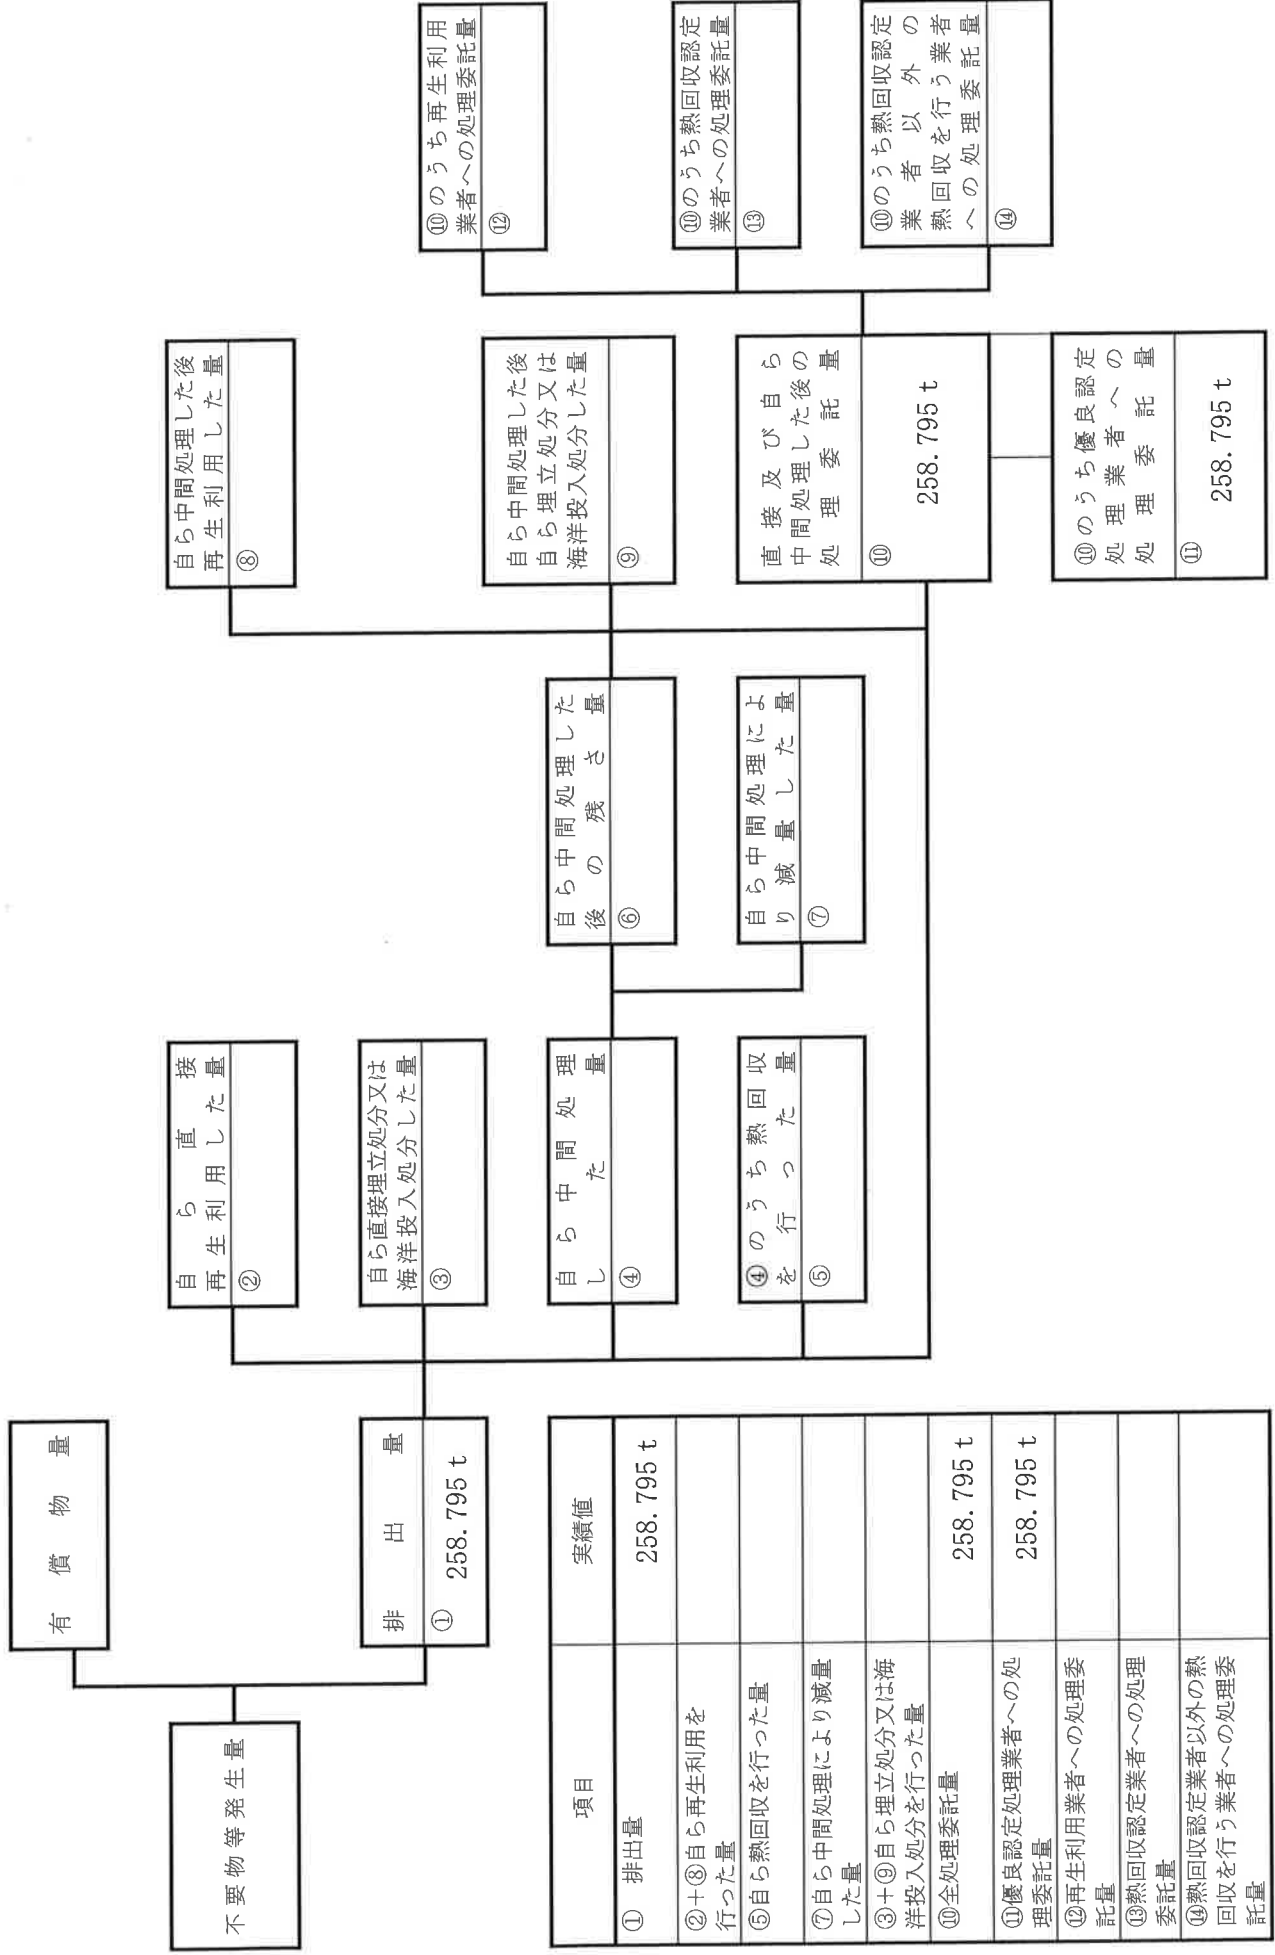 有償物量
不要物等発生量
排出量
① 258.795 t
自ら直接
再生利用した量
②
自ら直接埋立処分又は
海洋投入処分した量
③
自ら中間処理
した量
④
④のうち熱回収
を行った量
⑤
自ら中間処理した
後の残さ量
⑥
自ら中間処理によ
り減量した量
⑦
自ら中間処理した後
再生利用した量
⑧
自ら中間処理した後
自ら埋立処分又は
海洋投入処分した量
⑨
直接及び自ら
中間処理した後の
処理委託量
⑩
258.795 t
⑩のうち優良認定
処理業者への
処理委託量
⑪
258.795 t
⑩のうち再生利用
業者への処理委託量
⑫
⑩のうち熱回収認定
業者への処理委託量
⑬
⑩のうち熱回収認定
業者以外の
熱回収を行う業者
への処理委託量
⑭
項目 実績値
① 排出量 258.795 t
②+⑧自ら再生利用を
行った量
⑤自ら熱回収を行った量
⑦自ら中間処理により減量
した量
③+⑨自ら埋立処分又は海
洋投入処分を行った量
⑩全処理委託量 258.795 t
⑪優良認定処理業者への処
理委託量 258.795 t
⑫再生利用業者への処理委
託量
⑬熱回収認定業者への処理
委託量
⑭熱回収認定業者以外の熱
回収を行う業者への処理委
託量